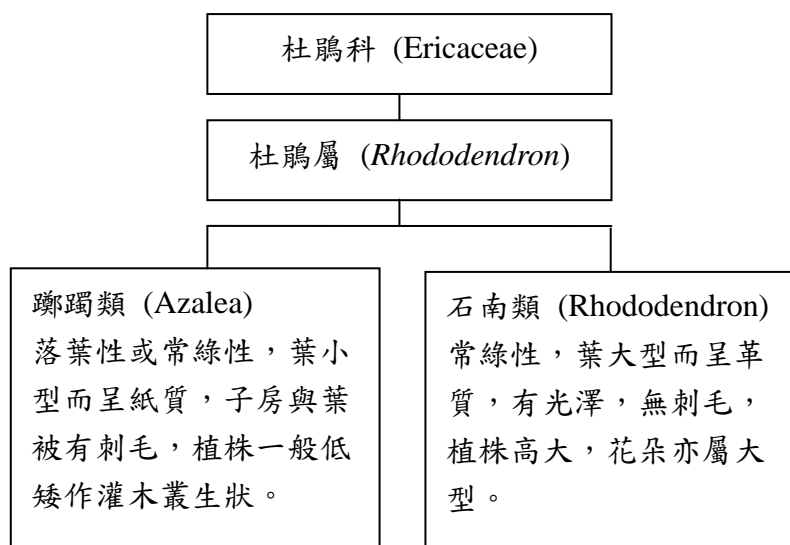 杜鵑科 (Ericaceae)
杜鵑屬 (Rhododendron)
躑躅類 (Azalea)
落葉性或常綠性，葉小
型而呈紙質，子房與葉
被有刺毛，植株一般低
矮作灌木叢生狀。
石南類 (Rhododendron)
常綠性，葉大型而呈革
質，有光澤，無刺毛，
植株高大，花朵亦屬大
型。